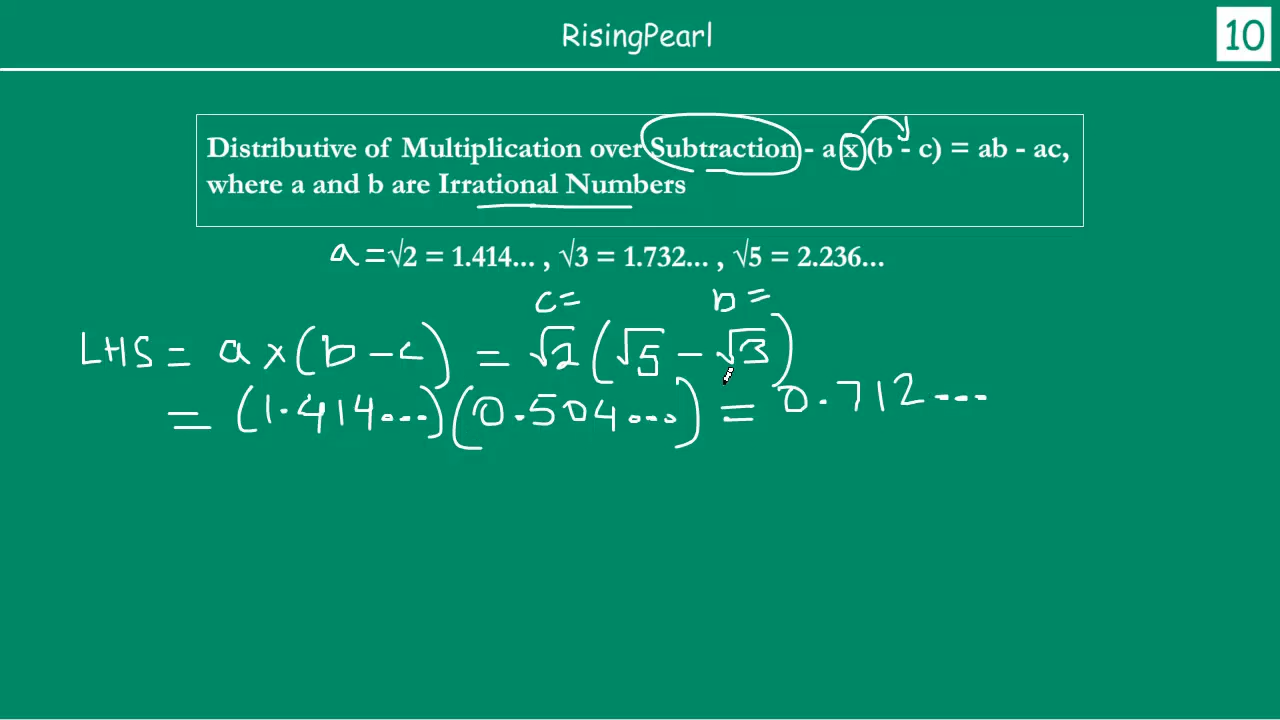 RisingPearl
10
Distributive of Multiplication over Subtraction - a x (b - c) = ab - ac,
where a and b are Irrational Numbers
a = √2 = 1.414... , √3 = 1.732... , √5 = 2.236...
c = b =
LHS = a × (b - c) = √2 (√5 - √3)
= (1.414...)(0.504...) = 0.712...